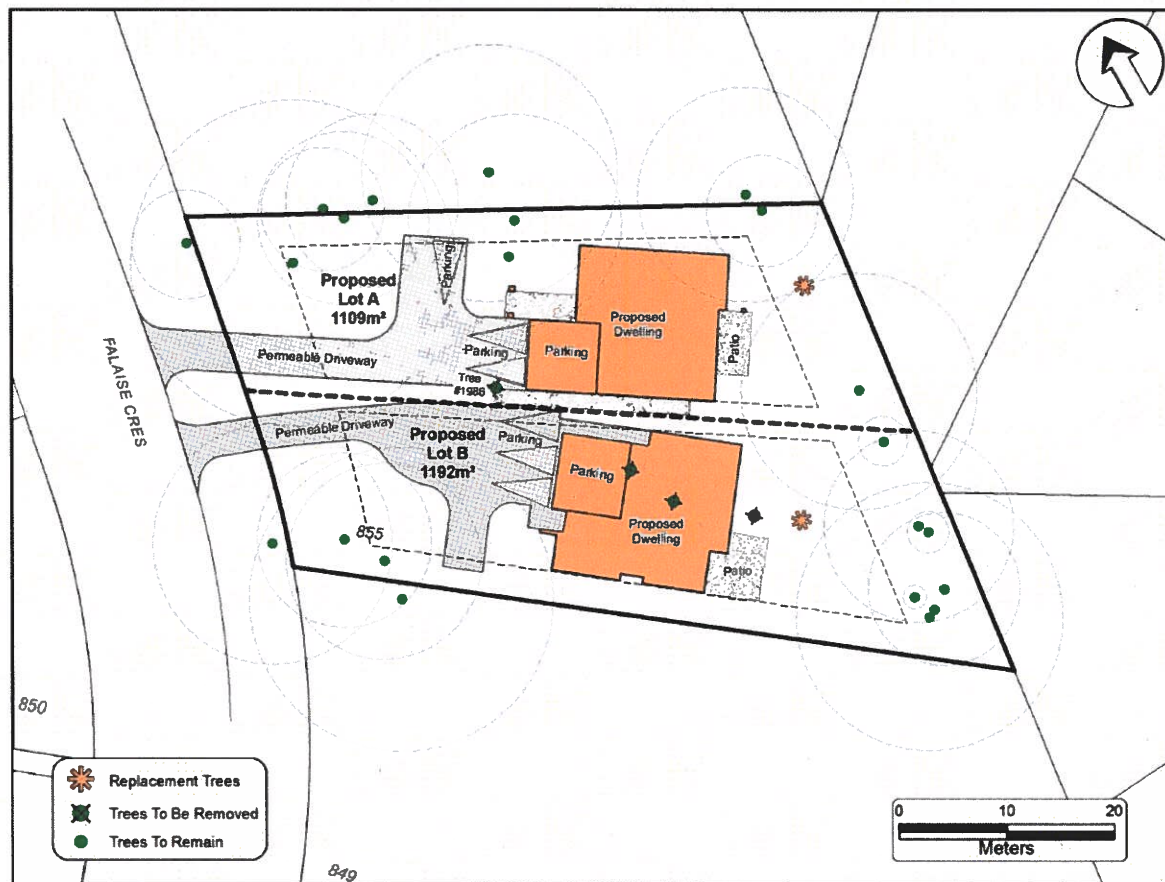 Proposed
Lot A
1109m²
Parking
Proposed
Dwelling
Parking
Parking
Patio
Permeable Driveway
Tree
#1986
FALAISE CRES
Permeable Driveway
Proposed
Lot B
1192m²
Parking
Parking
Proposed
Dwelling
Patio
855
850
849
Replacement Trees
Trees To Be Removed
Trees To Remain
0 10 20
Meters